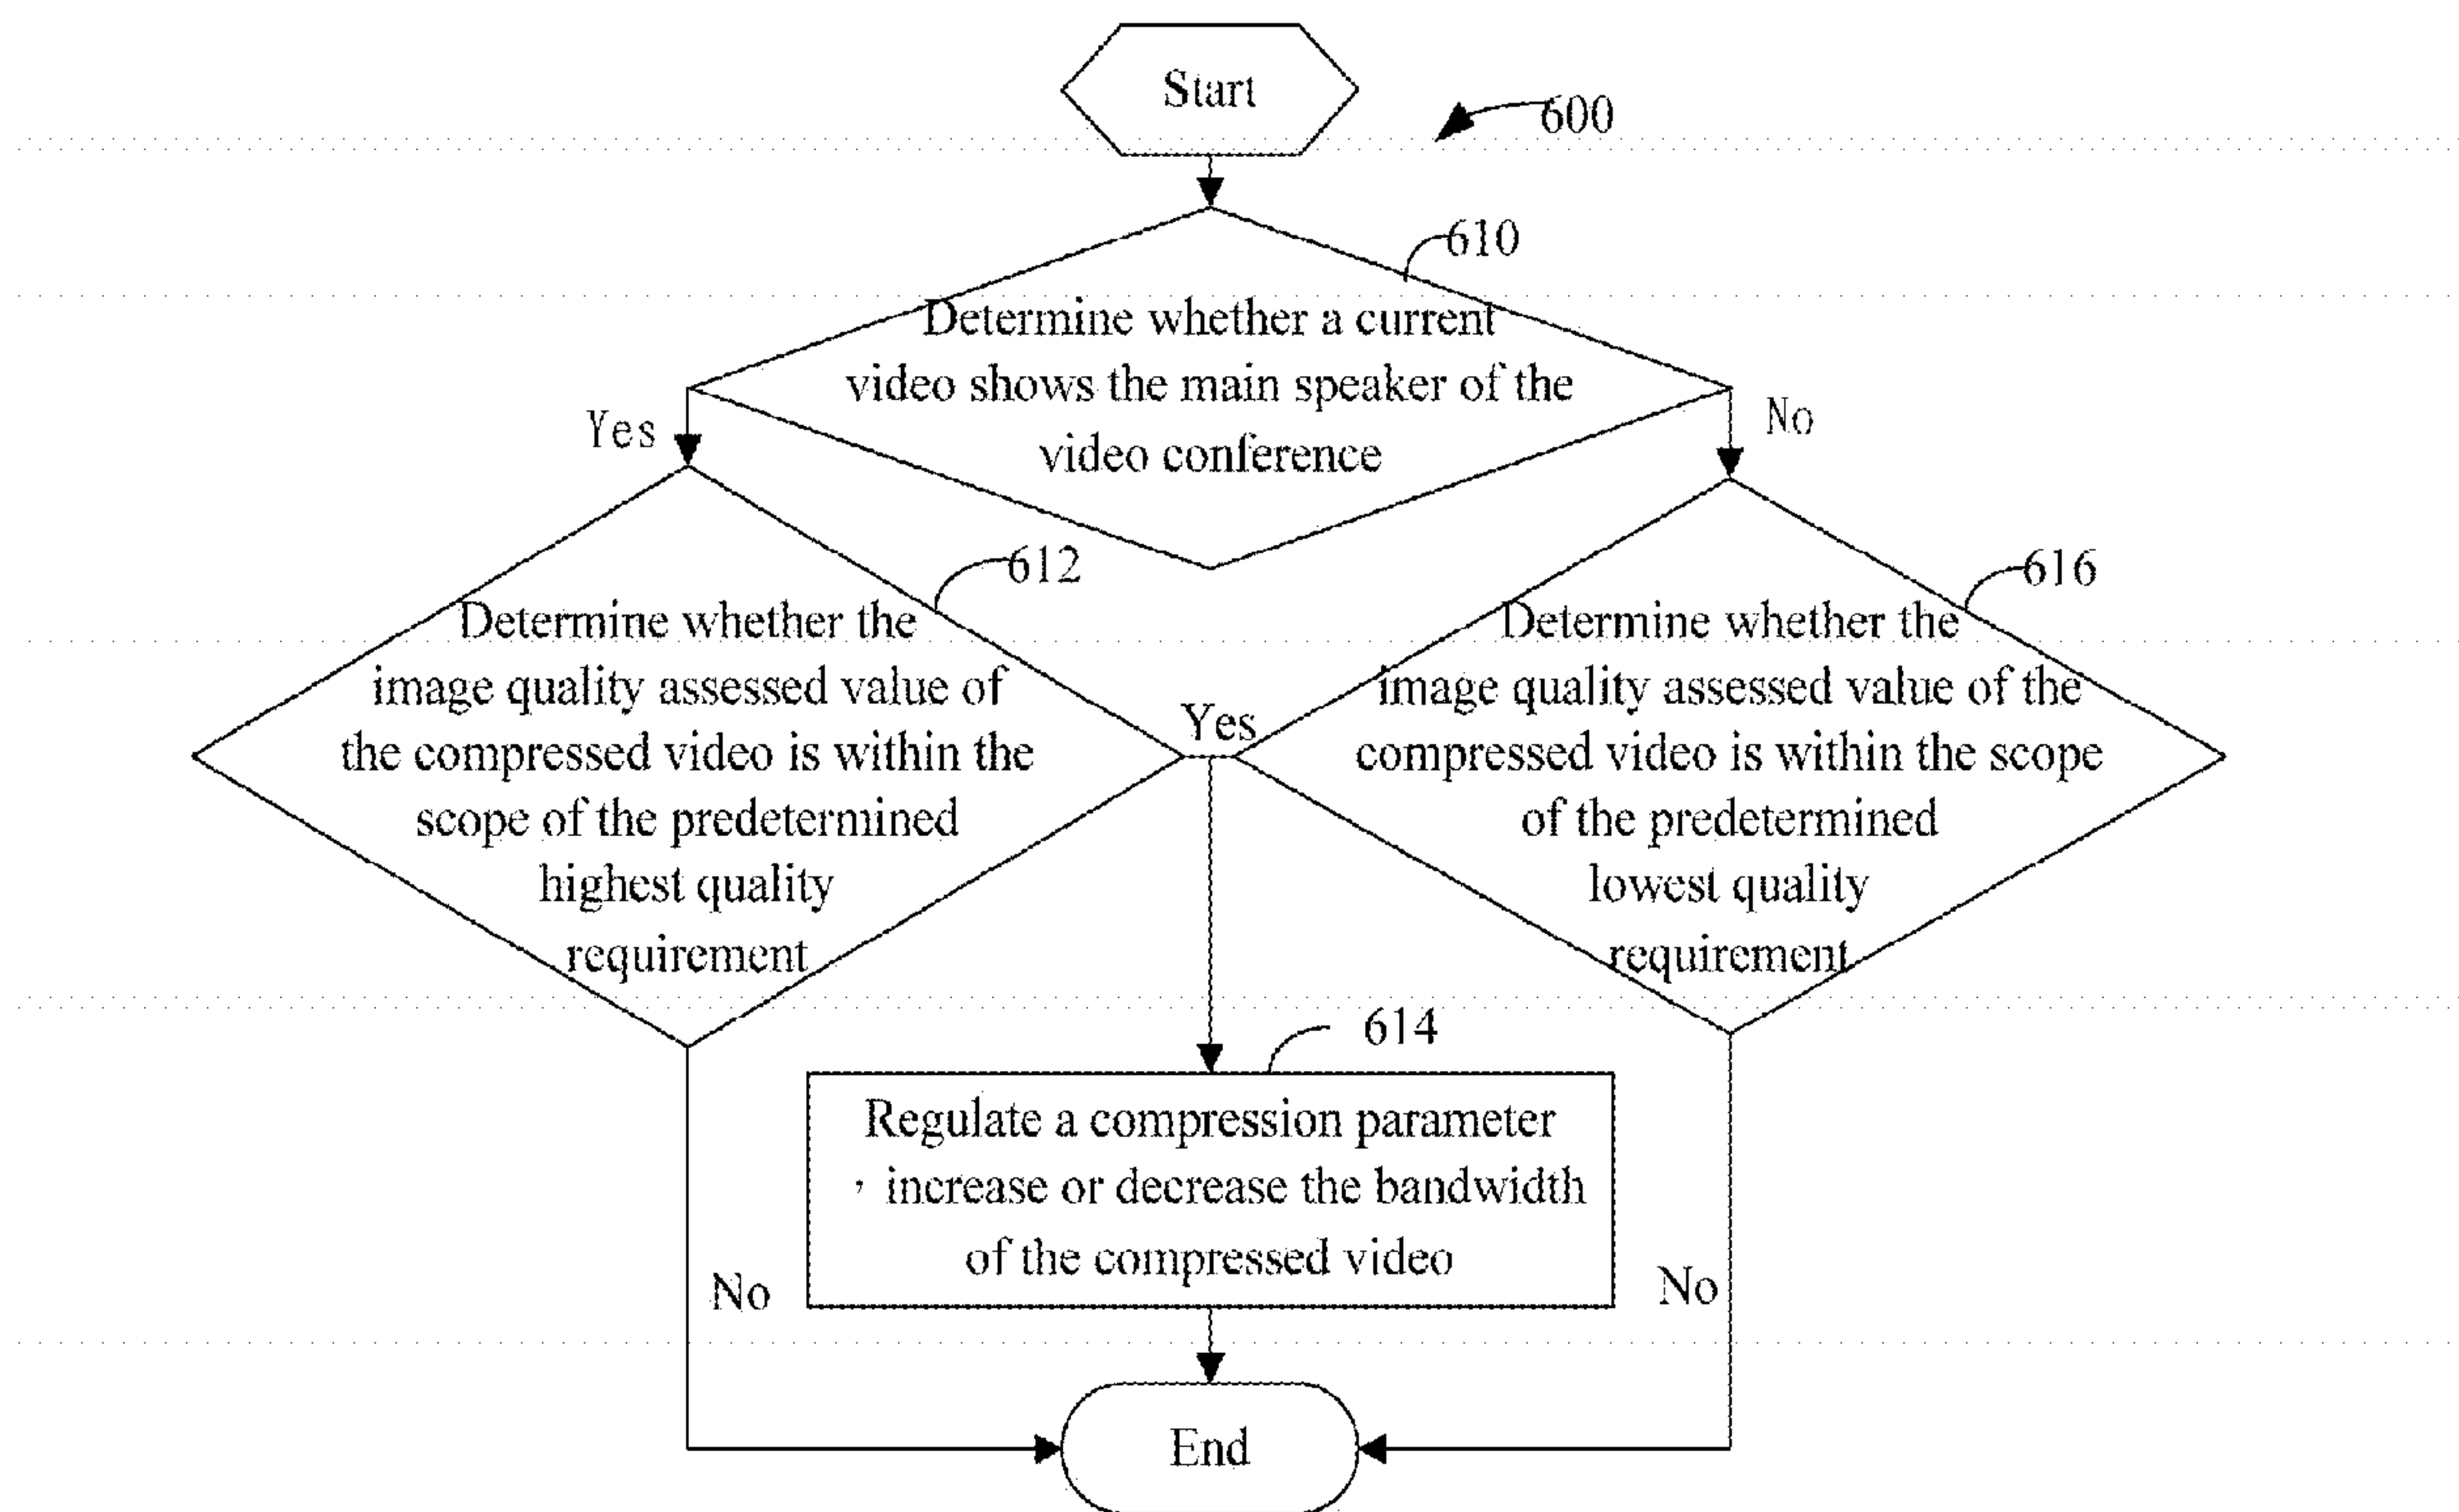 Start
600
610
Determine whether a current
video shows the main speaker of the
video conference
Yes
No
612
Determine whether the
image quality assessed value of
the compressed video is within the
scope of the predetermined
highest quality
requirement
616
Determine whether the
image quality assessed value of the
compressed video is within the scope
of the predetermined
lowest quality
requirement
Yes
614
Regulate a compression parameter
, increase or decrease the bandwidth
of the compressed video
No
No
End